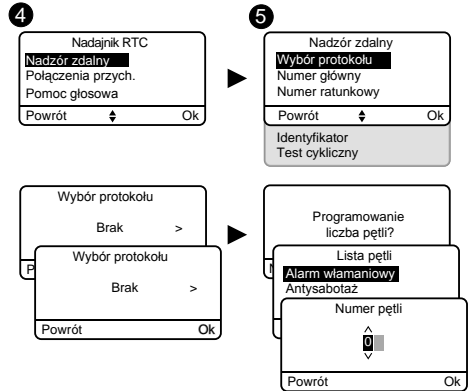 4
Nadajnik RTC
Nadzór zdalny
Połączenia przych.
Pomoc głosowa
Powrót Ok
5
Nadzór zdalny
Wybór protokołu
Numer główny
Numer ratunkowy
Powrót Ok
Identyfikator
Test cykliczny
Wybór protokołu
Brak >
P
Wybór protokołu
Brak >
Powrót Ok
Programowanie
liczba pętli?
Lista pętli
Alarm włamaniowy
Antysabotaż
Numer pętli
0
Powrót Ok